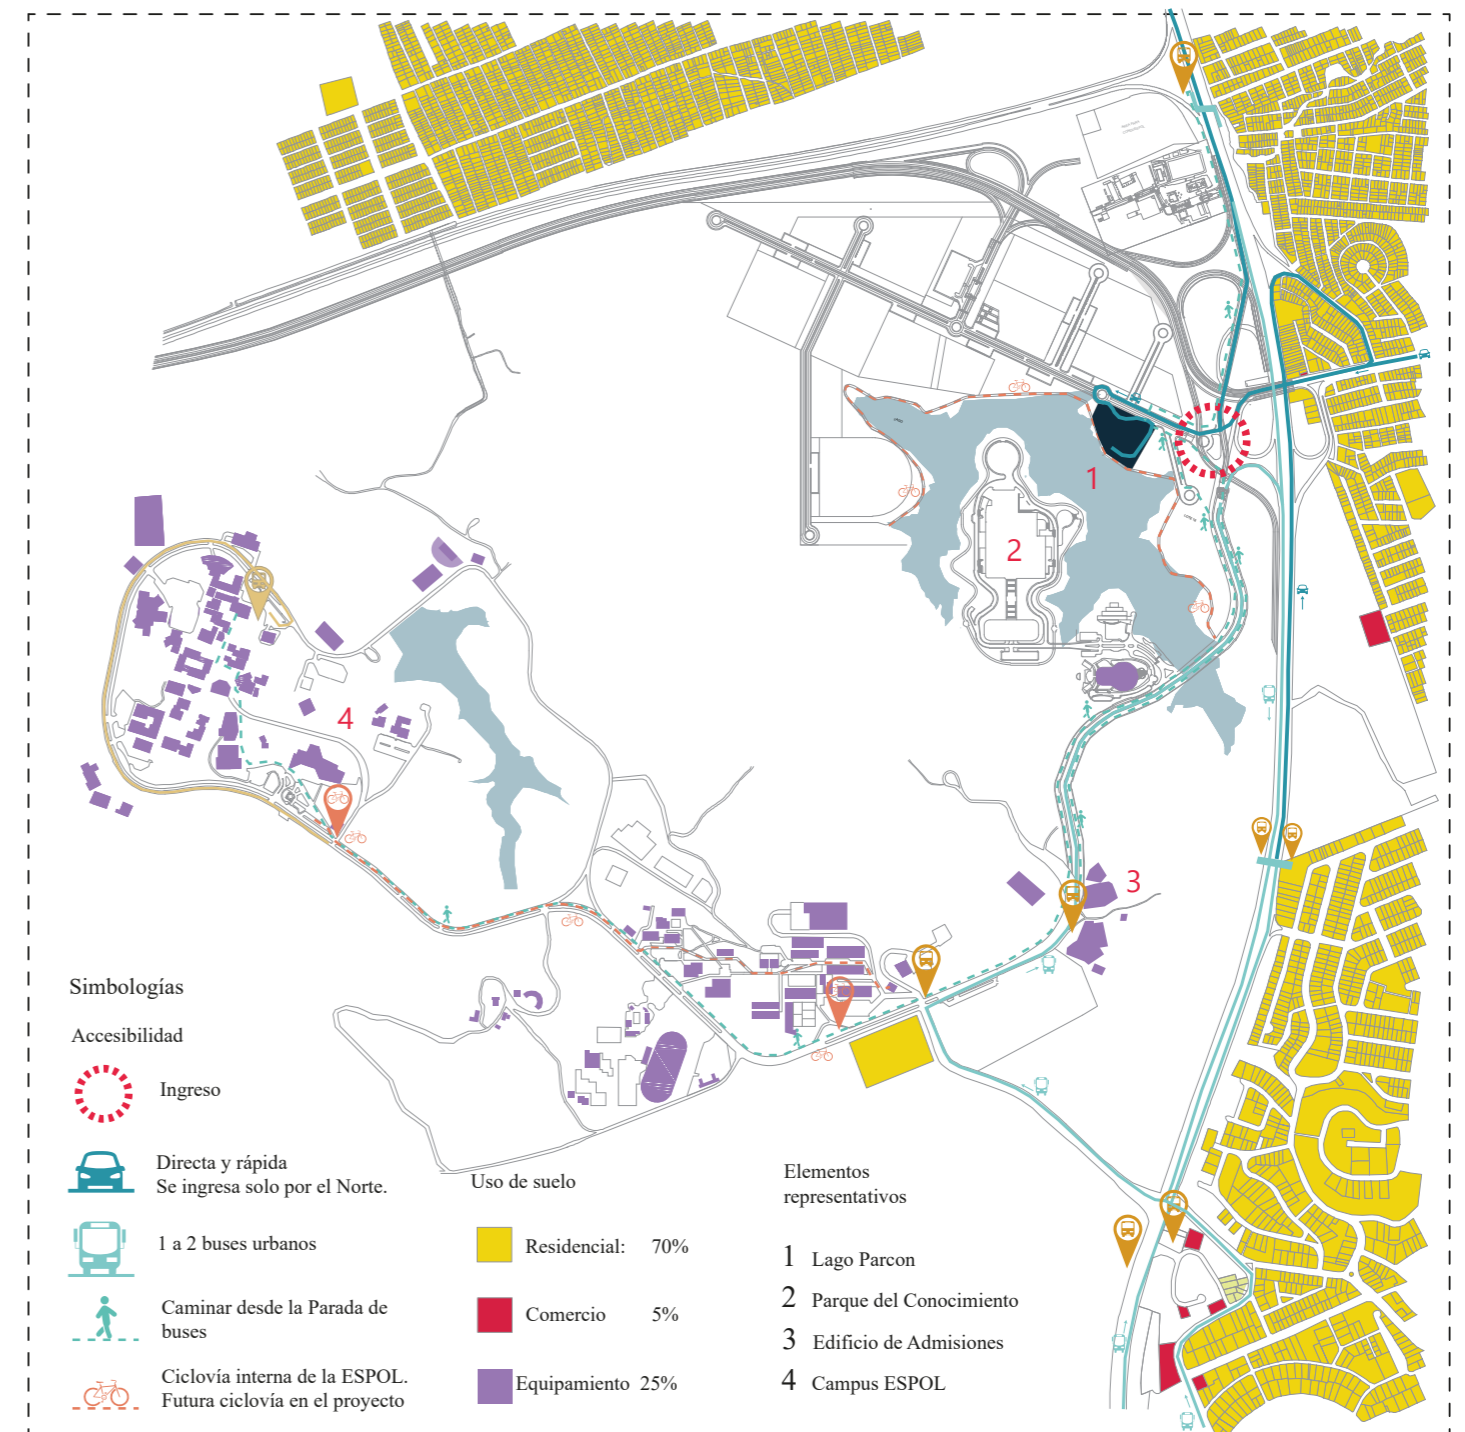 1
2
3
4
Simbologías
Accesibilidad
Ingreso
Directa y rápida
Se ingresa solo por el Norte.
1 a 2 buses urbanos
Caminar desde la Parada de
buses
Ciclovía interna de la ESPOL.
Futura ciclovía en el proyecto
Uso de suelo
Residencial: 70%
Comercio 5%
Equipamiento 25%
Elementos
representativos
1 Lago Parcon
2 Parque del Conocimiento
3 Edificio de Admisiones
4 Campus ESPOL